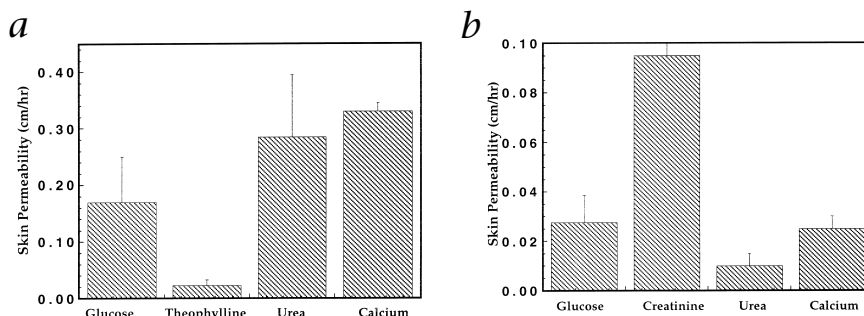 a
Skin Permeability (cm/hr)
0.40
0.30
0.20
0.10
0.00
Glucose Theophylline Urea Calcium
b
Skin Permeability (cm/hr)
0.10
0.08
0.06
0.04
0.02
0.00
Glucose Creatinine Urea Calcium